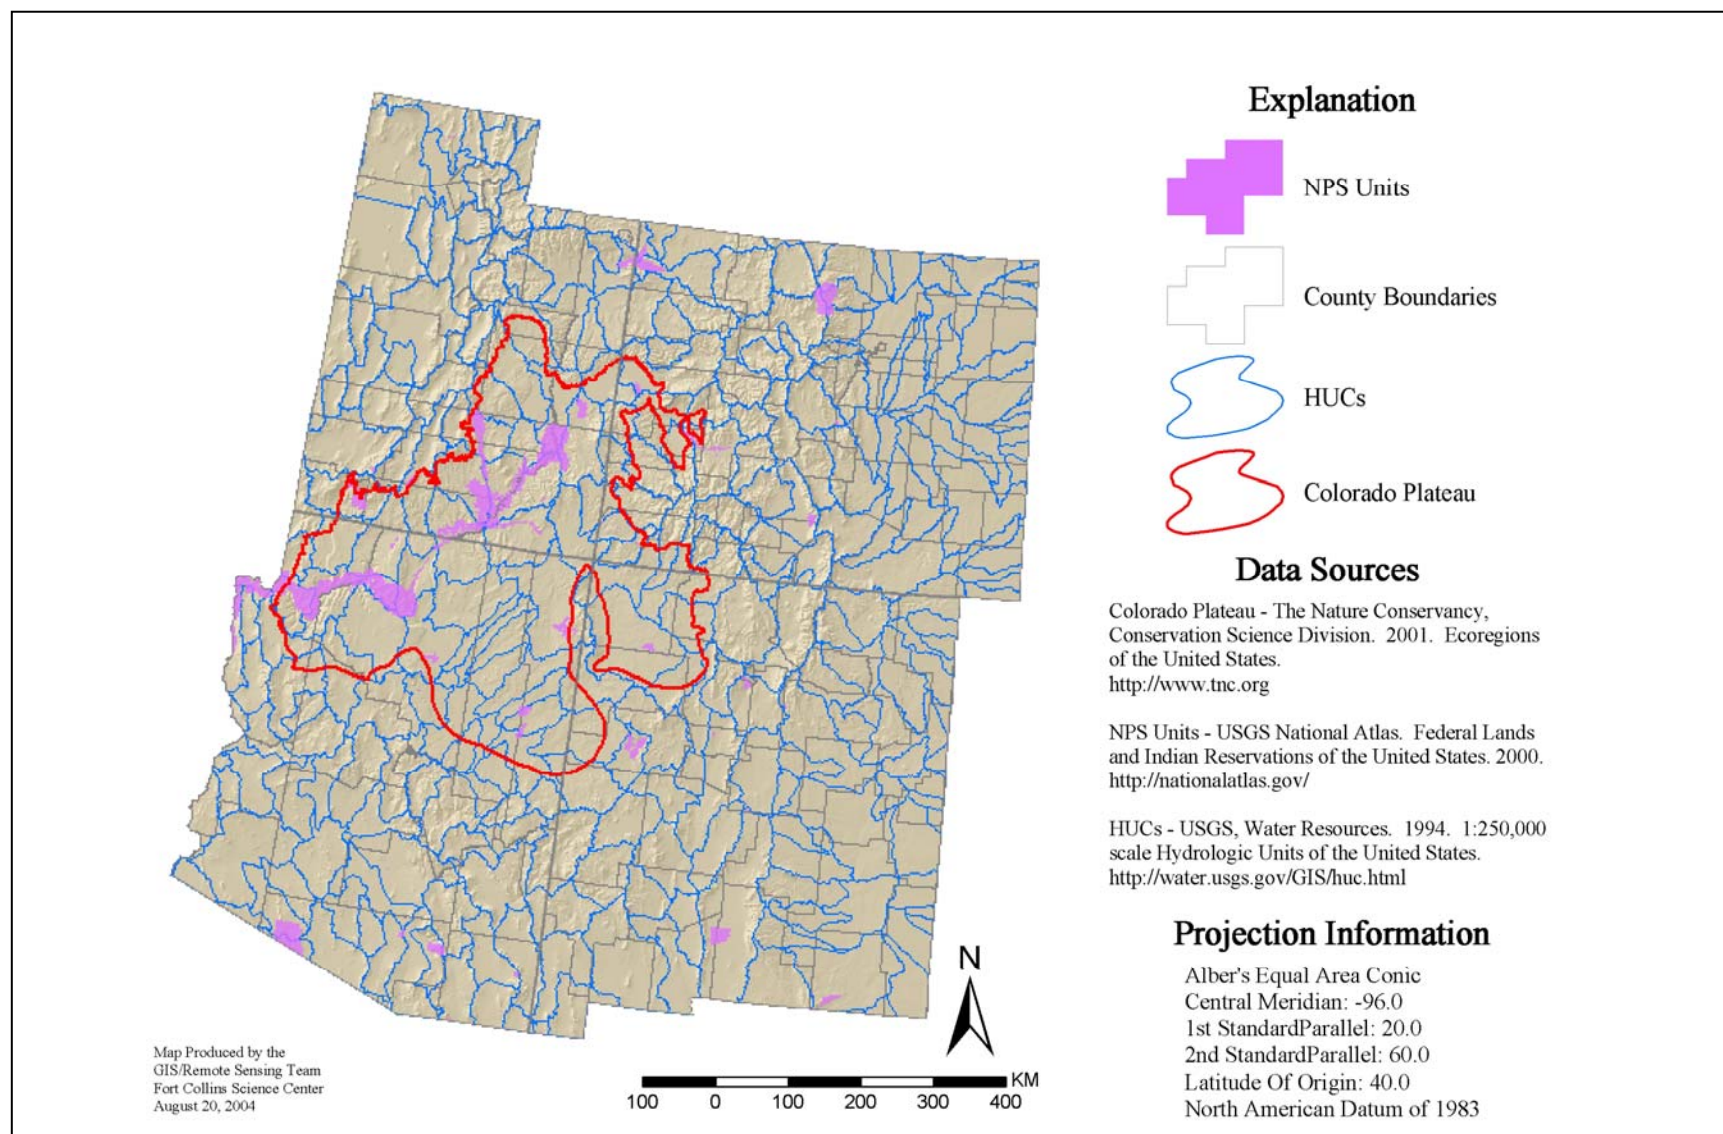 Explanation
NPS Units
County Boundaries
HUCs
Colorado Plateau
Data Sources
Colorado Plateau - The Nature Conservancy,
Conservation Science Division.  2001.  Ecoregions
of the United States.
http://www.tnc.org
NPS Units - USGS National Atlas.  Federal Lands
and Indian Reservations of the United States. 2000.
http://nationalatlas.gov/
HUCs - USGS, Water Resources.  1994.  1:250,000
scale Hydrologic Units of the United States.
http://water.usgs.gov/GIS/huc.html
Projection Information
Alber's Equal Area Conic
Central Meridian: -96.0
1st StandardParallel: 20.0
2nd StandardParallel: 60.0
Latitude Of Origin: 40.0
North American Datum of 1983
N
KM
100 0 100 200 300 400
Map Produced by the
GIS/Remote Sensing Team
Fort Collins Science Center
August 20, 2004